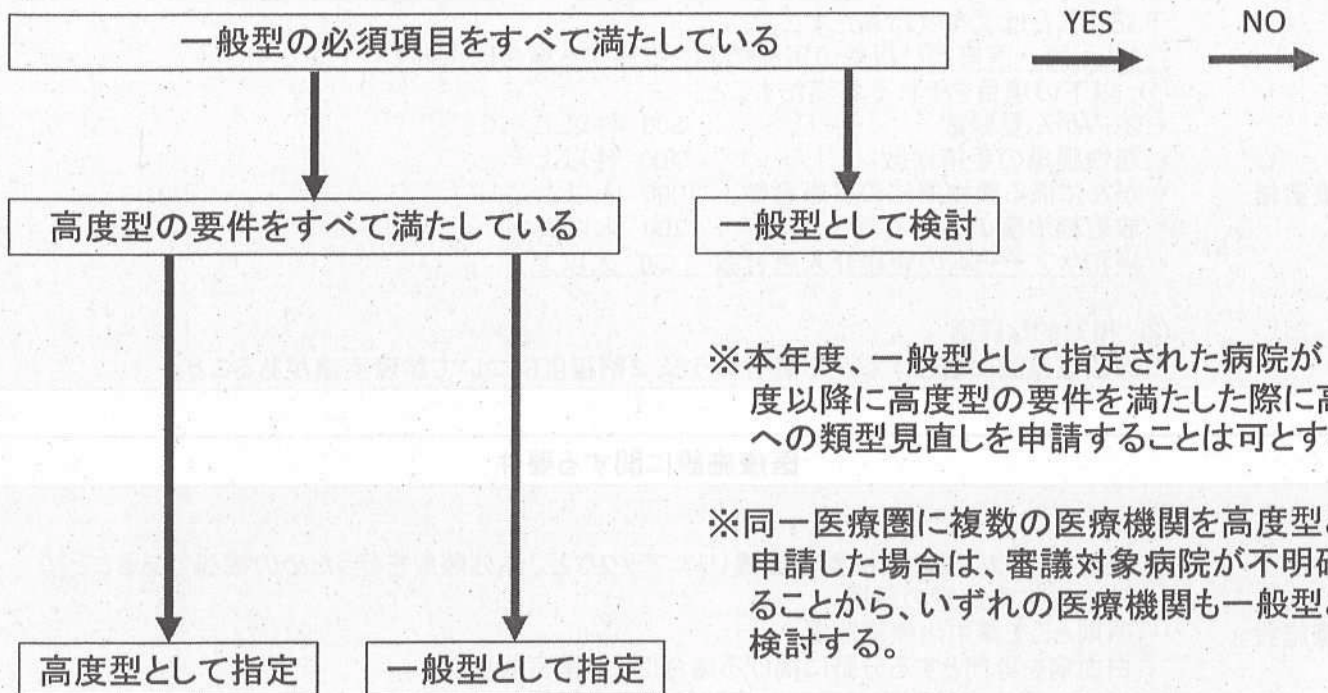 一般型の必須項目をすべて満たしている
YES
NO
高度型の要件をすべて満たしている
一般型として検討
※本年度、一般型として指定された病院が
度以降に高度型の要件を満たした際に高
への類型見直しを申請することは可とす
※同一医療圏に複数の医療機関を高度型
申請した場合は、審議対象病院が不明確
ることから、いずれの医療機関も一般型
検討する。
高度型として指定
一般型として指定